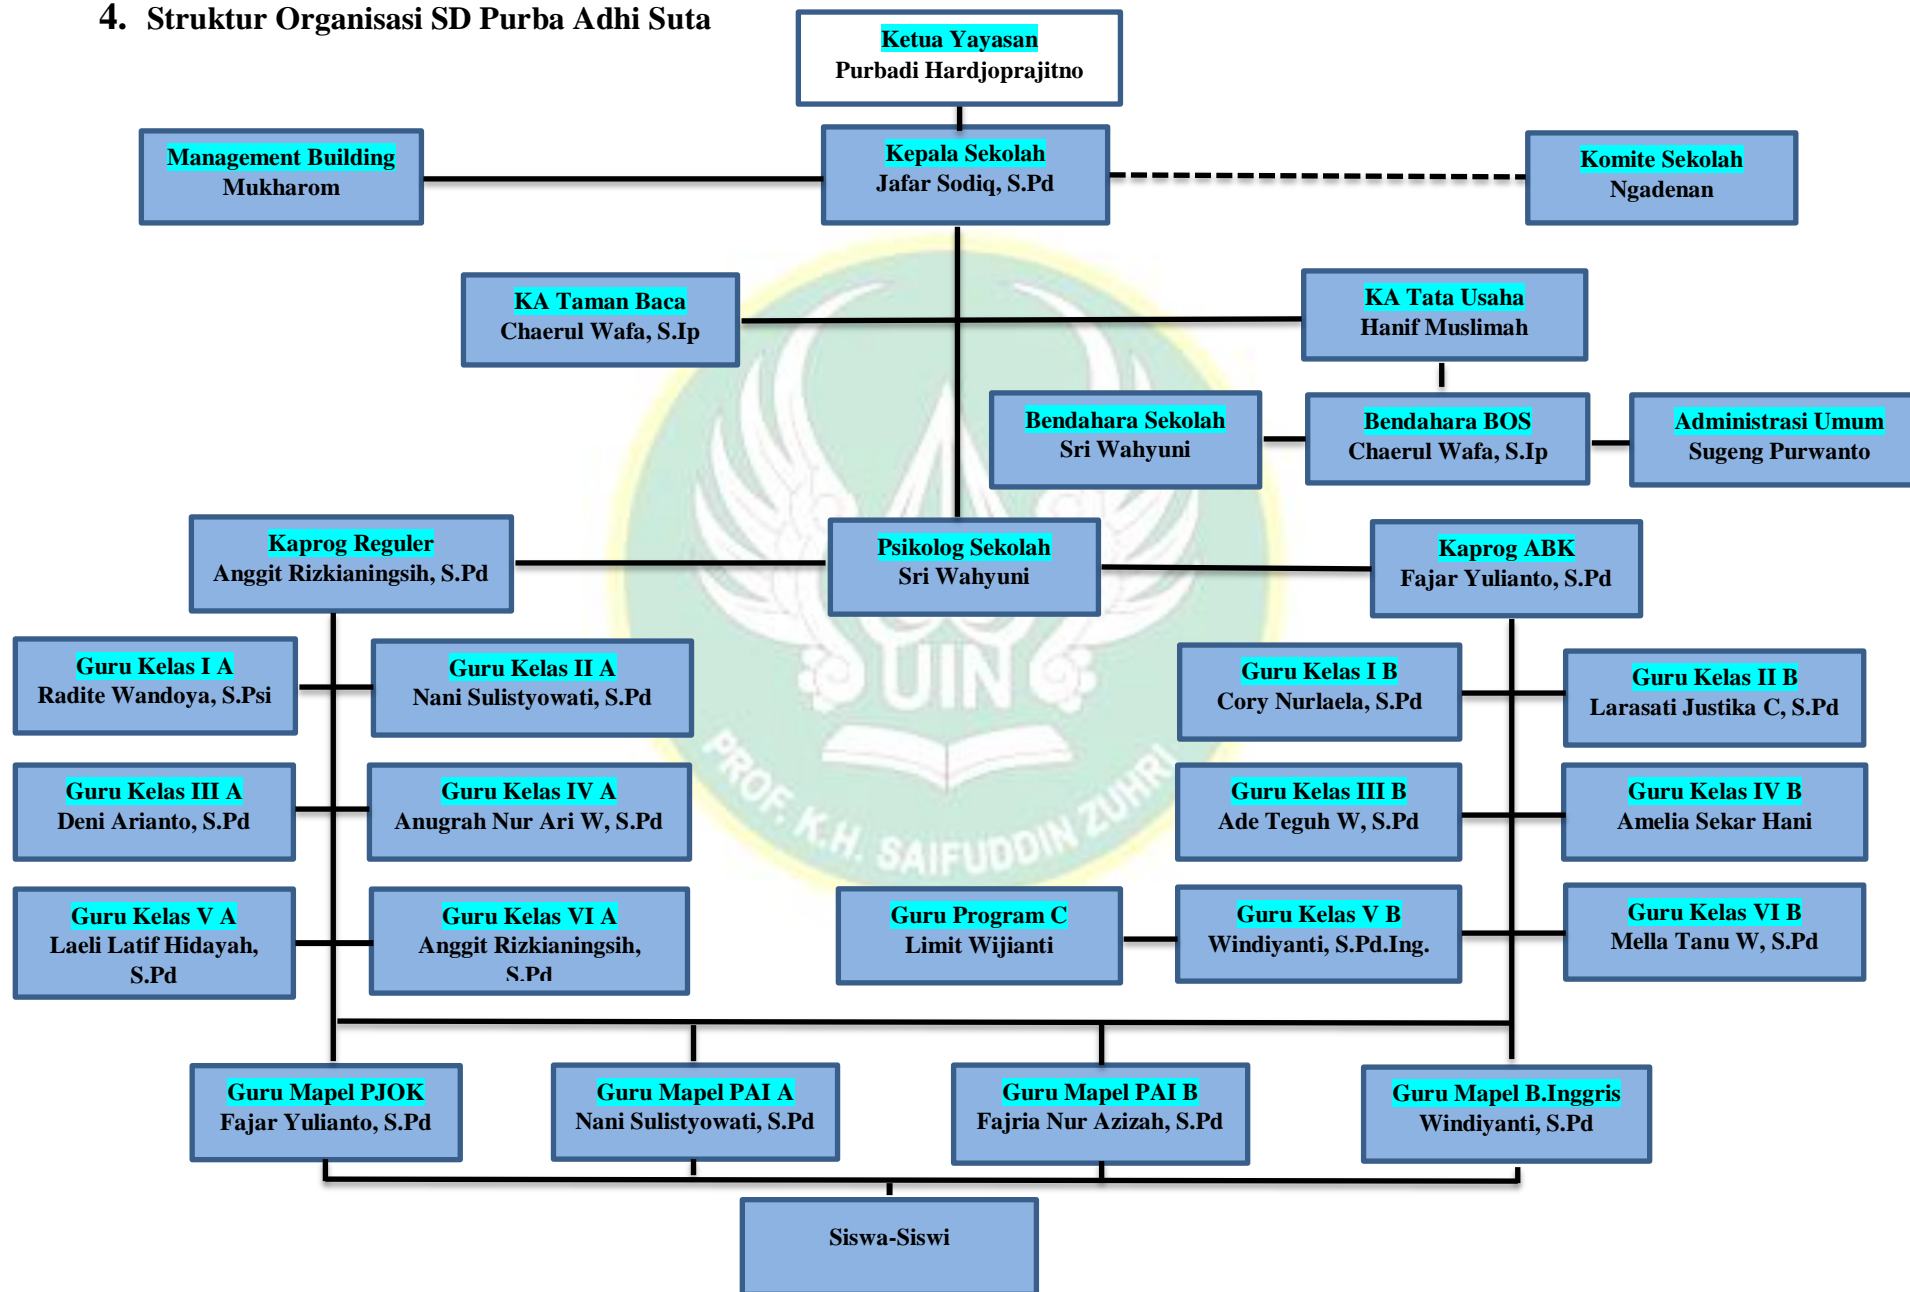 4. Struktur Organisasi SD Purba Adhi Suta
Ketua Yayasan
Purbadi Hardjoprajitno
Management Building
Mukharom
Kepala Sekolah
Jafar Sodiq, S.Pd
Komite Sekolah
Ngadenan
KA Taman Baca
Chaerul Wafa, S.Ip
KA Tata Usaha
Hanif Muslimah
Bendahara Sekolah
Sri Wahyuni
Bendahara BOS
Chaerul Wafa, S.Ip
Administrasi Umum
Sugeng Purwanto
Kaprog Reguler
Anggit Rizkianingsih, S.Pd
Psikolog Sekolah
Sri Wahyuni
Kaprog ABK
Fajar Yulianto, S.Pd
Guru Kelas I A
Radite Wandoya, S.Psi
Guru Kelas II A
Nani Sulistyowati, S.Pd
Guru Kelas I B
Cory Nurlaela, S.Pd
Guru Kelas II B
Larasati Justika C, S.Pd
Guru Kelas III A
Deni Arianto, S.Pd
Guru Kelas IV A
Anugrah Nur Ari W, S.Pd
Guru Kelas III B
Ade Teguh W, S.Pd
Guru Kelas IV B
Amelia Sekar Hani
Guru Kelas V A
Laeli Latif Hidayah,
S.Pd
Guru Kelas VI A
Anggit Rizkianingsih,
S.Pd
Guru Program C
Limit Wijianti
Guru Kelas V B
Windiyanti, S.Pd.Ing.
Guru Kelas VI B
Mella Tanu W, S.Pd
Guru Mapel PJOK
Fajar Yulianto, S.Pd
Guru Mapel PAI A
Nani Sulistyowati, S.Pd
Guru Mapel PAI B
Fajria Nur Azizah, S.Pd
Guru Mapel B.Inggris
Windiyanti, S.Pd
Siswa-Siswi
UIN
PROF. K.H. SAIFUDDIN ZUHRI